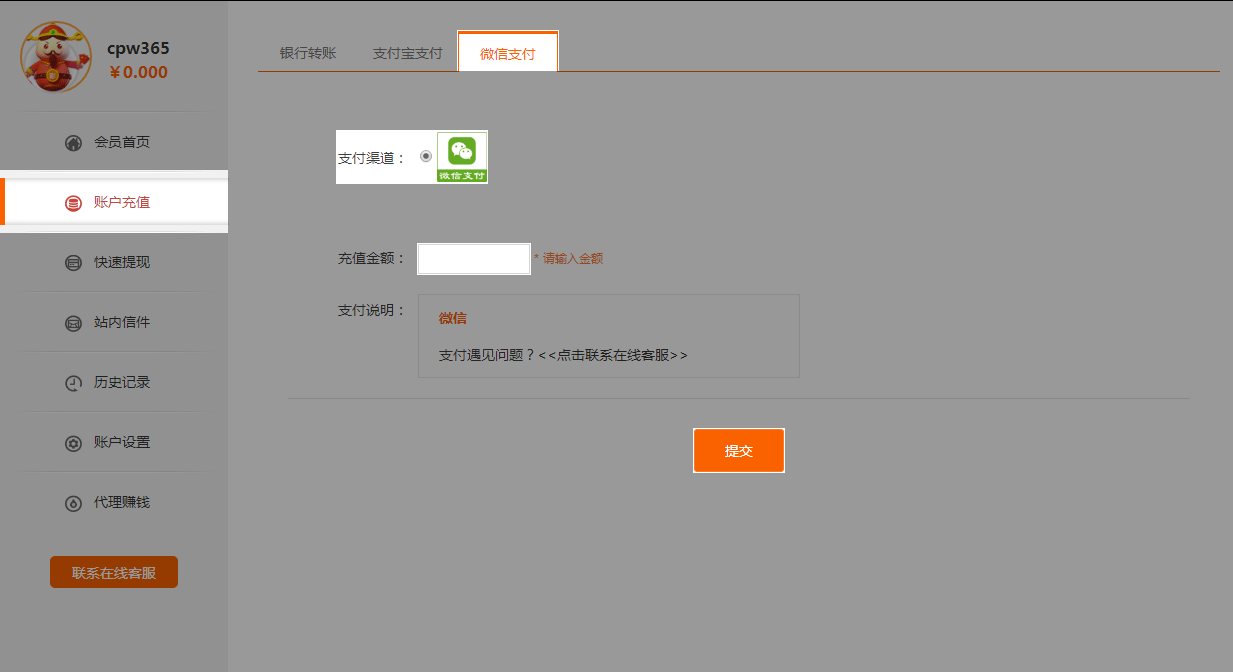 cpw365
¥0.000
会员首页
账户充值
快速提现
站内信件
历史记录
账户设置
代理赚钱
联系在线客服
银行转账 支付宝支付 微信支付
支付渠道： 微信支付
充值金额： * 请输入金额
支付说明： 微信
支付遇见问题？<<点击联系在线客服>>
提交